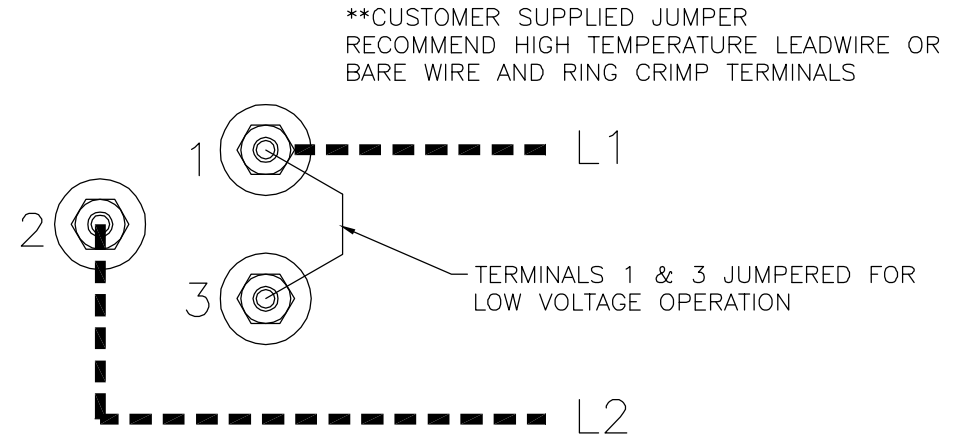 **CUSTOMER SUPPLIED JUMPER
RECOMMEND HIGH TEMPERATURE LEADWIRE OR
BARE WIRE AND RING CRIMP TERMINALS
1
L1
2
3
TERMINALS 1 & 3 JUMPERED FOR
LOW VOLTAGE OPERATION
L2